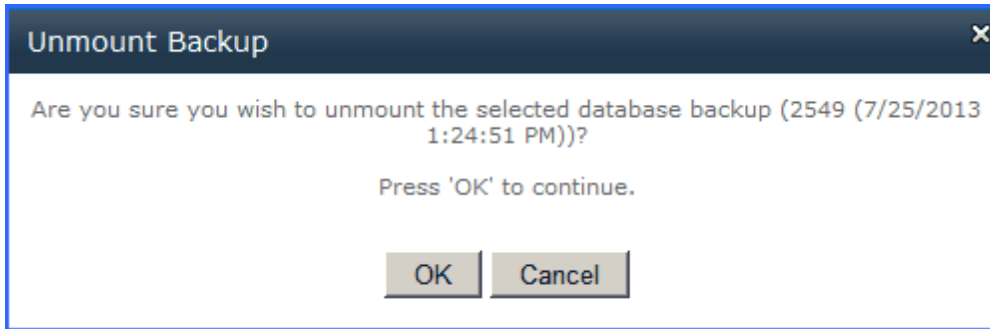 Unmount Backup
Are you sure you wish to unmount the selected database backup (2549 (7/25/2013
1:24:51 PM))?
Press 'OK' to continue.
OK Cancel